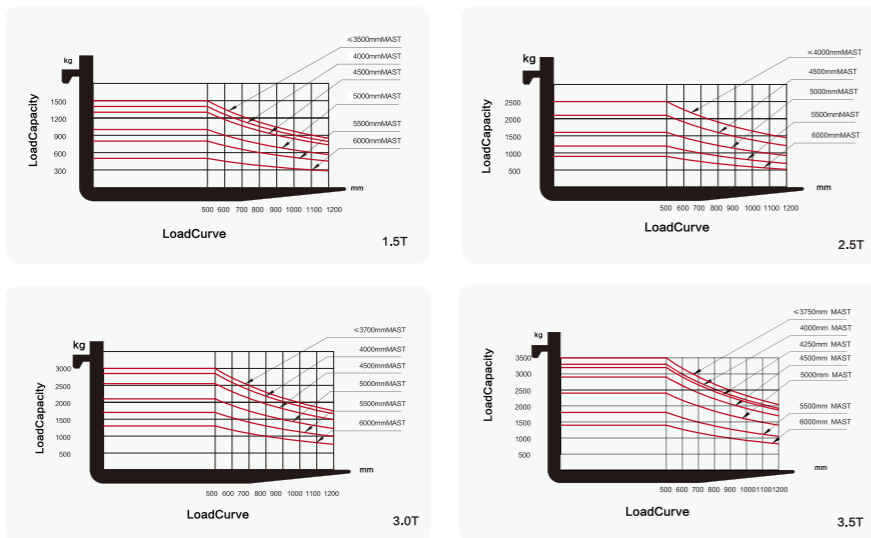 kg
≤3500mmMAST
4000mmMAST
4500mmMAST
5000mmMAST
5500mmMAST
6000mmMAST
LoadCapacity
1500
1200
900
600
300
mm
500 600 700 800 900 1000 1100 1200
LoadCurve
1.5T
kg
≤4000mmMAST
4500mmMAST
5000mmMAST
5500mmMAST
6000mmMAST
LoadCapacity
2500
2000
1500
1000
500
mm
500 600 700 800 900 1000 1100 1200
LoadCurve
2.5T
kg
≤3700mmMAST
4000mmMAST
4500mmMAST
5000mmMAST
5500mmMAST
6000mmMAST
LoadCapacity
3000
2500
2000
1500
1000
500
mm
500 600 700 800 900 1000 1100 1200
LoadCurve
3.0T
kg
≤3750mm MAST
4000mm MAST
4250mm MAST
4500mm MAST
5000mm MAST
5500mm MAST
6000mm MAST
LoadCapacity
3500
3000
2500
2000
1500
1000
500
mm
500 600 700 800 900 100011001200
LoadCurve
3.5T